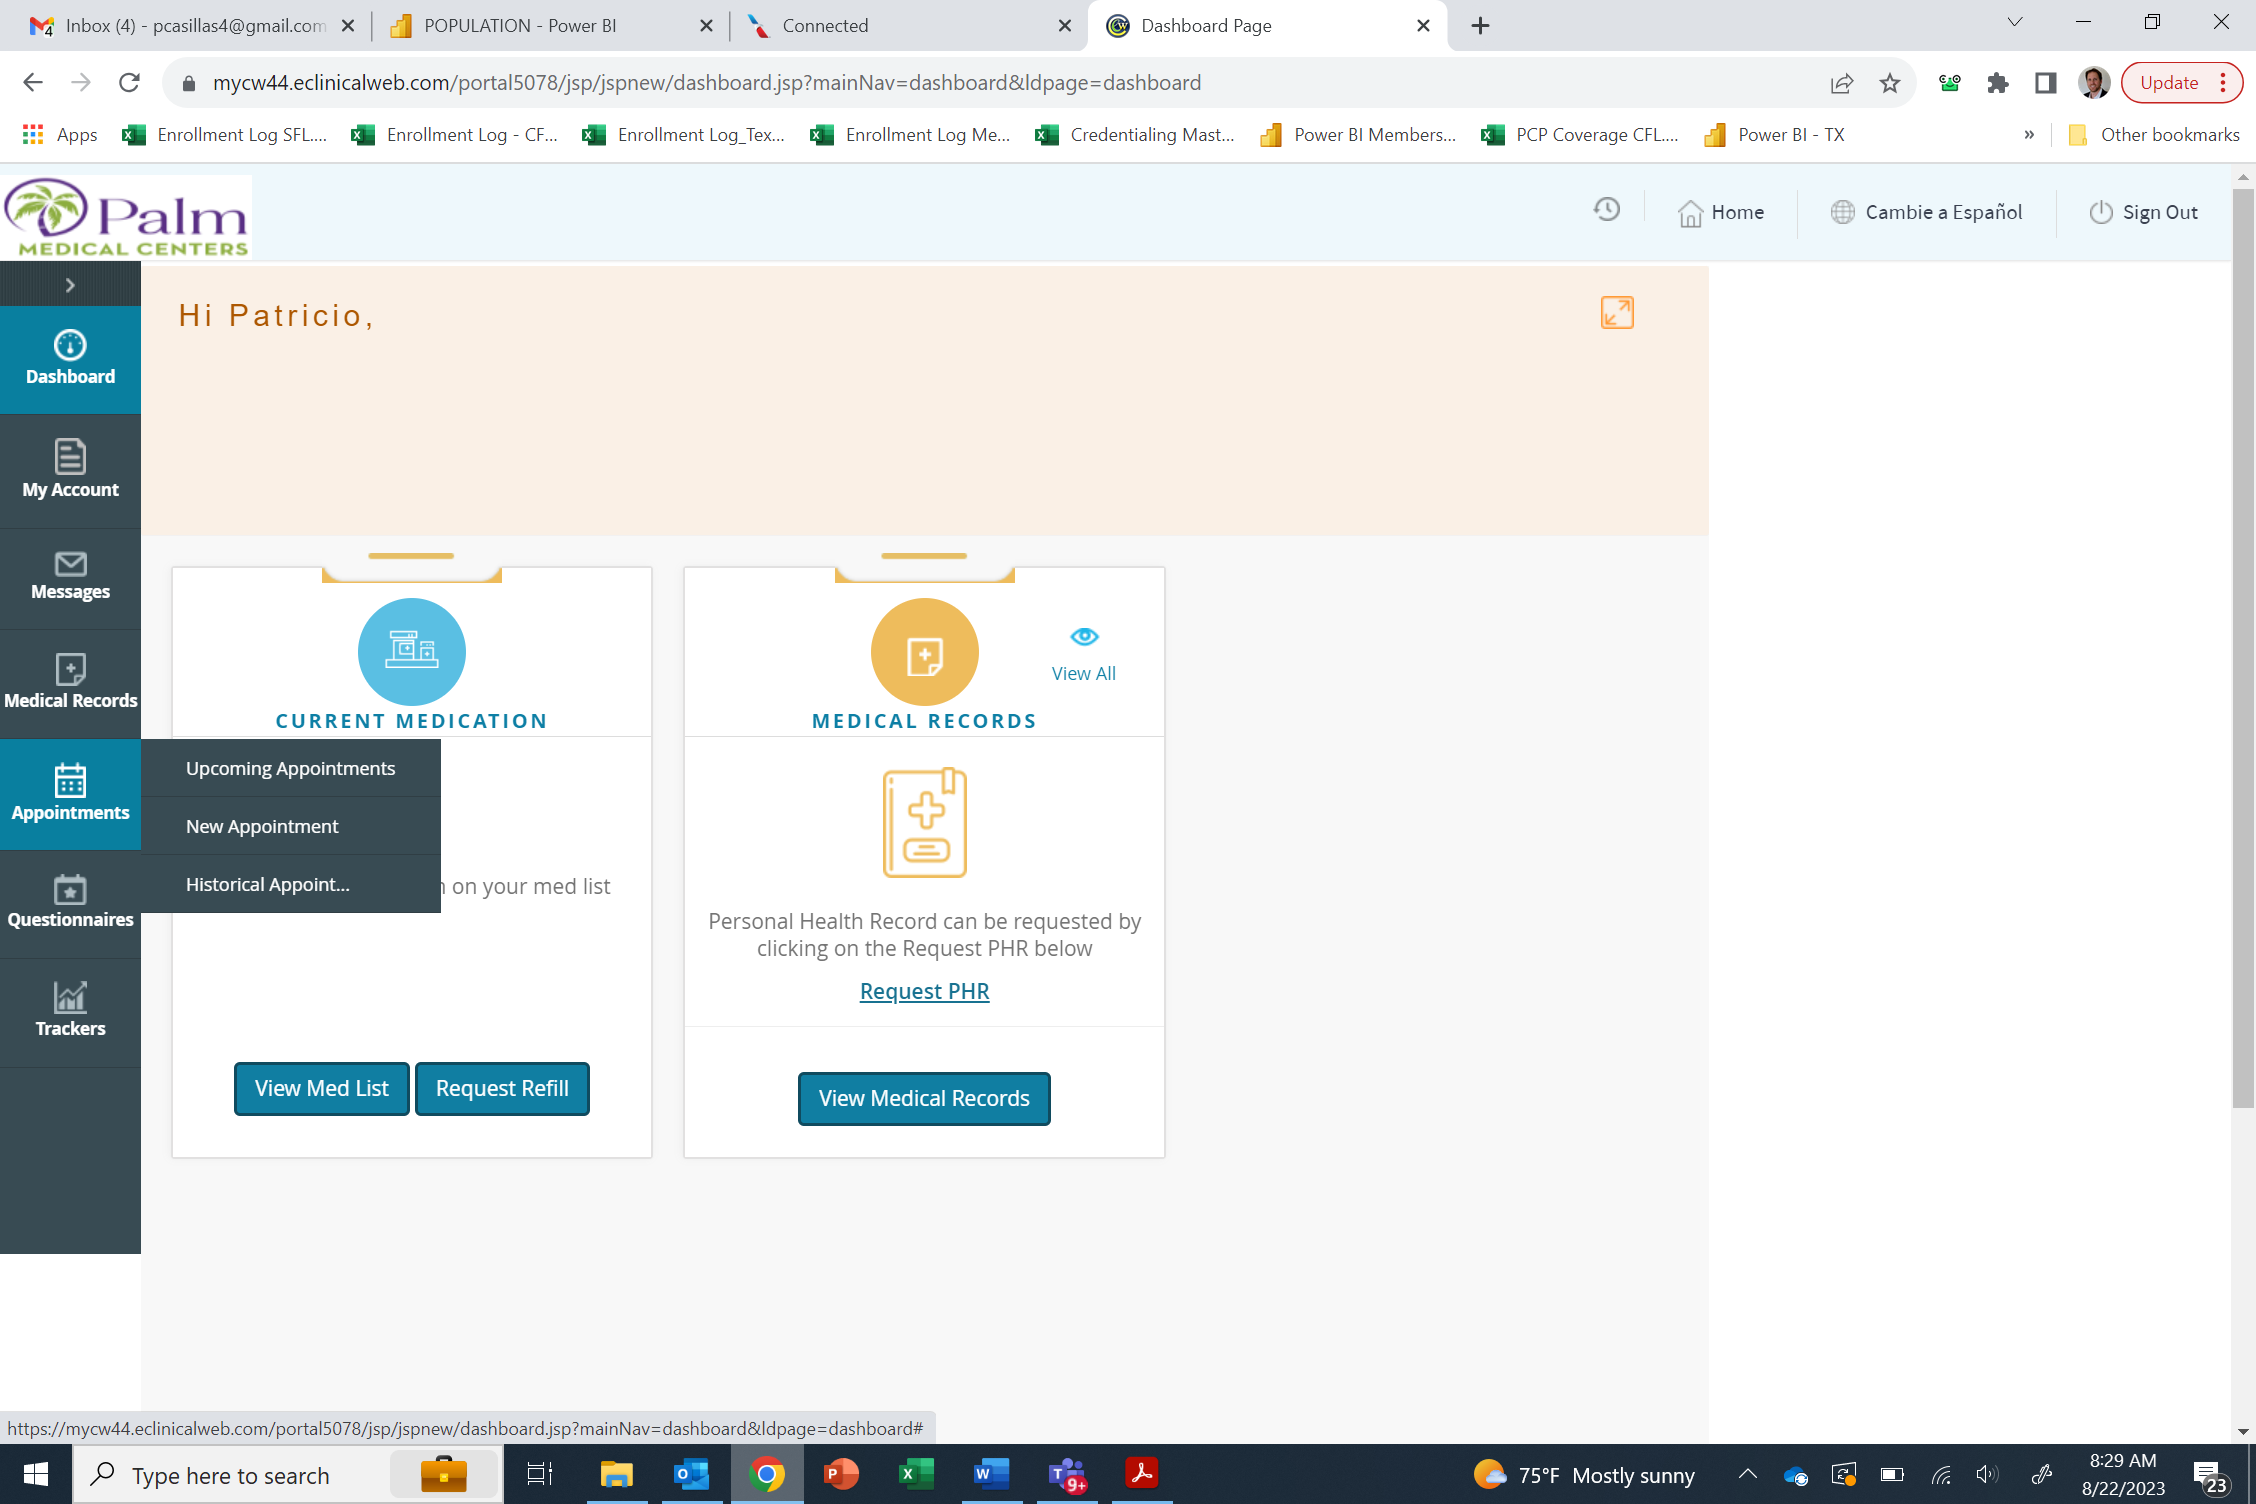 Inbox (4) - pcasillas4@gmail.com
POPULATION - Power BI
Connected
Dashboard Page
mycw44.eclinicalweb.com/portal5078/jsp/jspnew/dashboard.jsp?mainNav=dashboard&ldpage=dashboard
Update
Apps
Enrollment Log SFL....
Enrollment Log - CF...
Enrollment Log_Tex...
Enrollment Log Me...
Credentialing Mast...
Power BI Members...
PCP Coverage CFL....
Power BI - TX
»
Other bookmarks
Palm
MEDICAL CENTERS
Home
Cambie a Español
Sign Out
Hi Patricio,
Dashboard
My Account
Messages
Medical Records
Appointments
Questionnaires
Trackers
Upcoming Appointments
New Appointment
Historical Appoint...
CURRENT MEDICATION
on your med list
View Med List
Request Refill
View All
MEDICAL RECORDS
Personal Health Record can be requested by
clicking on the Request PHR below
Request PHR
View Medical Records
https://mycw44.eclinicalweb.com/portal5078/jsp/jspnew/dashboard.jsp?mainNav=dashboard&ldpage=dashboard#
Type here to search
9+
75°F Mostly sunny
8:29 AM
8/22/2023
23